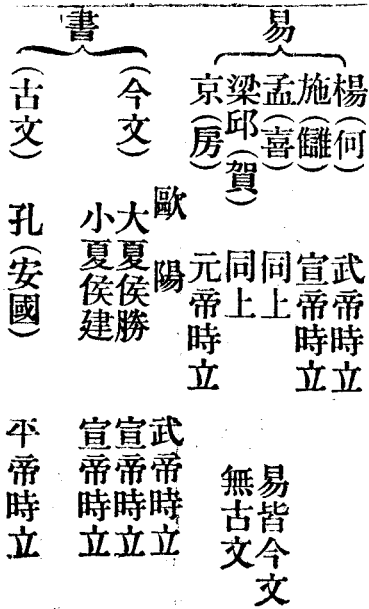 易
楊(何) 武帝時立
施(讎) 宣帝時立
孟(喜) 同上
梁邱(賀) 同上
京(房) 元帝時立
易皆今文
無古文
書
(今文)
歐陽 武帝時立
大夏侯勝 宣帝時立
小夏侯建 宣帝時立
(古文) 孔(安國) 平帝時立